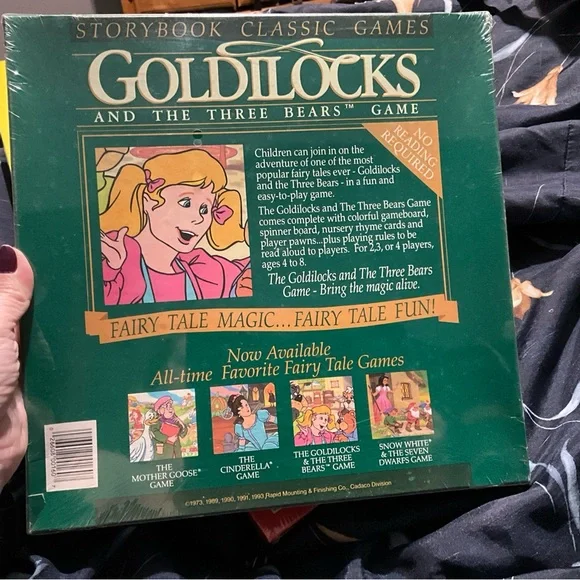 STORYBOOK CLASSIC GAMES
GOLDILOCKS
AND THE THREE BEARS™ GAME
NO
READING
REQUIRED
Children can join in on the
adventure of one of the most
popular fairy tales ever - Goldilocks
and the Three Bears - in a fun and
easy-to-play game.
The Goldilocks and The Three Bears Game
comes complete with colorful gameboard,
spinner board, nursery rhyme cards and
player pawns...plus playing rules to be
read aloud to players. For 2,3, or 4 players,
ages 4 to 8.
The Goldilocks and The Three Bears
Game - Bring the magic alive.
FAIRY TALE MAGIC...FAIRY TALE FUN!
Now Available
All-time Favorite Fairy Tale Games
THE
MOTHER GOOSE®
GAME
THE
CINDERELLA®
GAME
THE GOLDILOCKS
& THE THREE
BEARS™ GAME
SNOW WHITE®
& THE SEVEN
DWARFS GAME
©1973, 1989, 1990, 1991, 1993 Rapid Mounting & Finishing Co., Cadaco Division